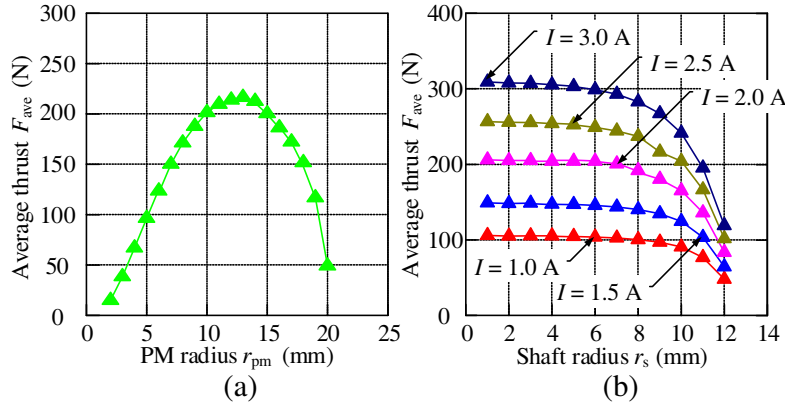 300
250
200
150
100
50
0
Average thrust F_ave (N)
0 5 10 15 20 25
PM radius r_pm (mm)
(a)
400
300
200
100
0
Average thrust F_ave (N)
I = 3.0 A
I = 2.5 A
I = 2.0 A
I = 1.0 A
I = 1.5 A
0 2 4 6 8 10 12 14
Shaft radius r_s (mm)
(b)